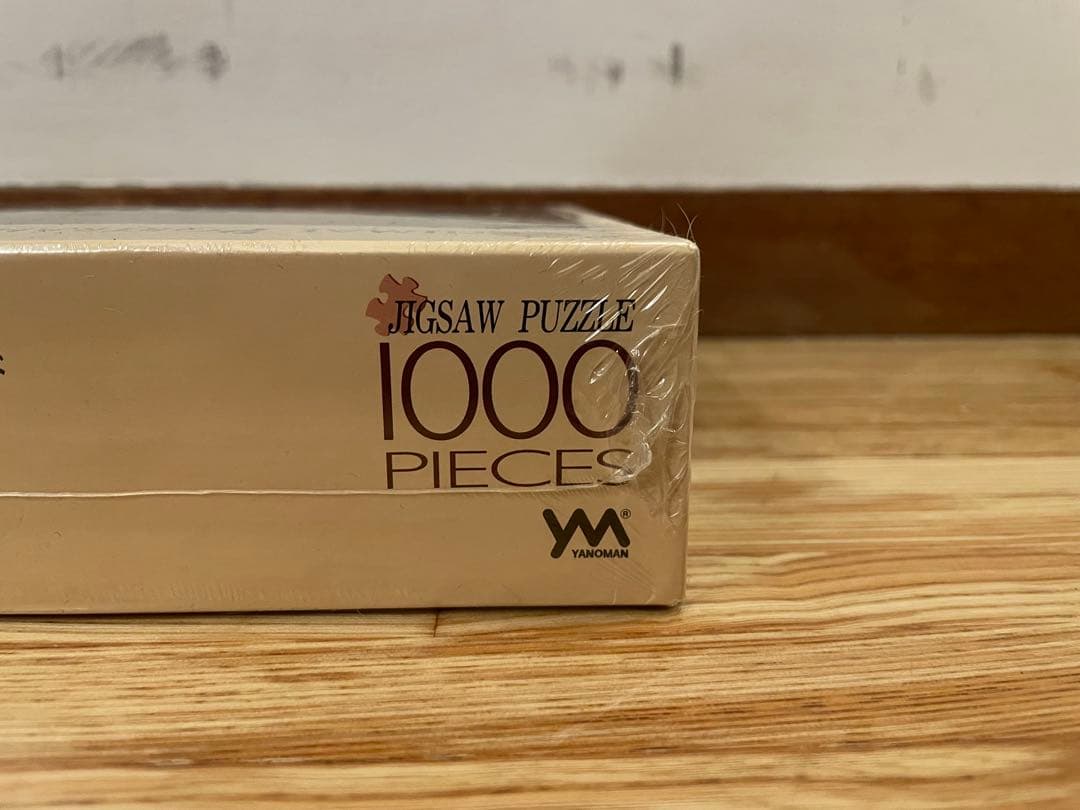 JIGSAW PUZZLE
1000
PIECES
YM®
YANOMAN